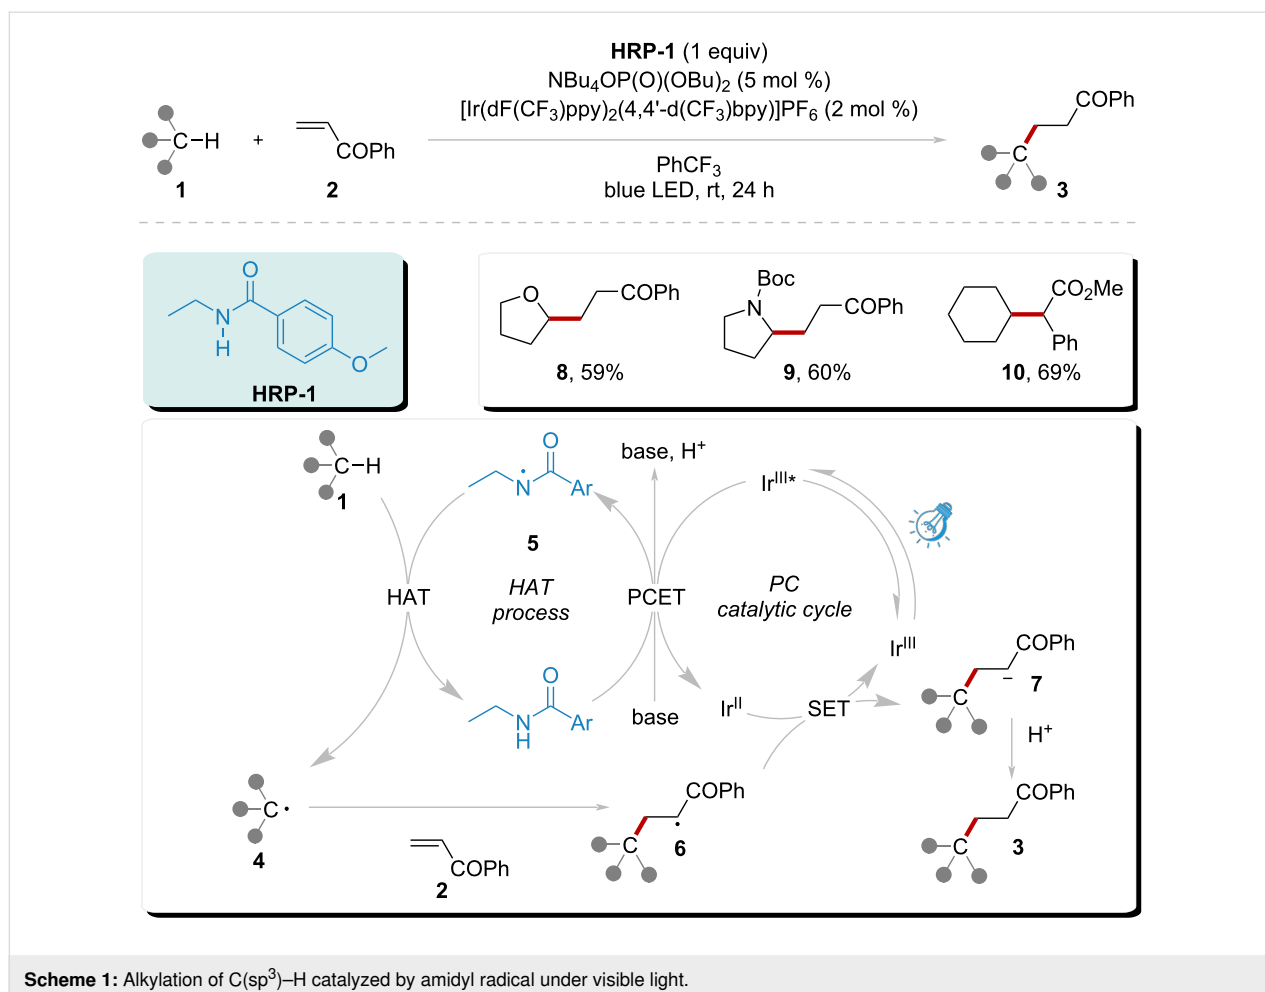 HRP-1 (1 equiv)
NBu4OP(O)(OBu)2 (5 mol %)
[Ir(dF(CF3)ppy)2(4,4'-d(CF3)bpy)]PF6 (2 mol %)
C–H
1
+
COPh
2
PhCF3
blue LED, rt, 24 h
COPh
C
3
O
N
H
O
HRP-1
O
COPh
8, 59%
Boc
N
COPh
9, 60%
CO2Me
Ph
10, 69%
C–H
1
O
N
Ar
5
base, H+
IrIII*
HAT
HAT
process
PCET
PC
catalytic cycle
IrIII
O
N
H
Ar
base
IrII
SET
COPh
C
–
7
H+
C
4
COPh
2
COPh
C
6
COPh
C
3
Scheme 1: Alkylation of C(sp3)–H catalyzed by amidyl radical under visible light.